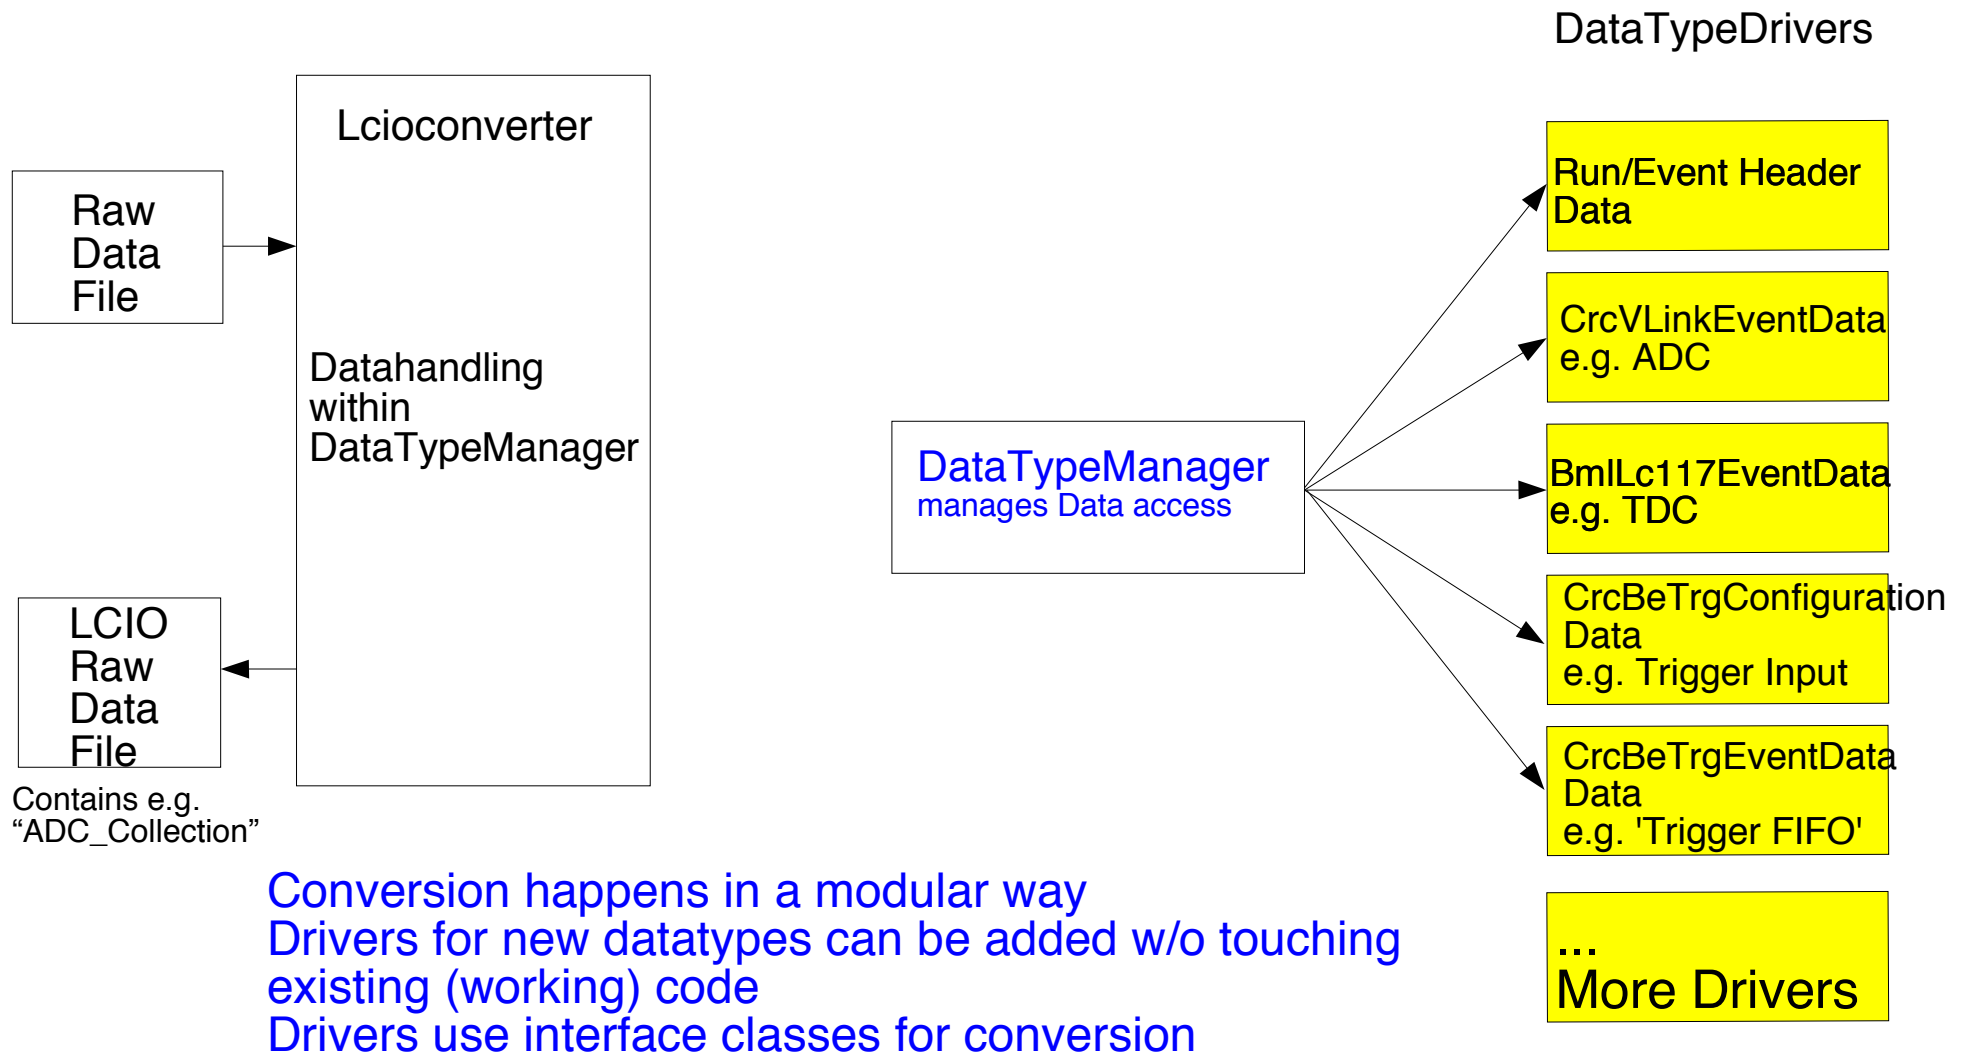 DataTypeDrivers
Lcioconverter
Raw
Data
File
Datahandling
within
DataTypeManager
LCIO
Raw
Data
File
Contains e.g.
“ADC_Collection”
DataTypeManager
manages Data access
Run/Event Header
Data
CrcVLinkEventData
e.g. ADC
BmlLc117EventData
e.g. TDC
CrcBeTrgConfiguration
Data
e.g. Trigger Input
CrcBeTrgEventData
Data
e.g. 'Trigger FIFO'
...
More Drivers
Conversion happens in a modular way
Drivers for new datatypes can be added w/o touching
existing (working) code
Drivers use interface classes for conversion